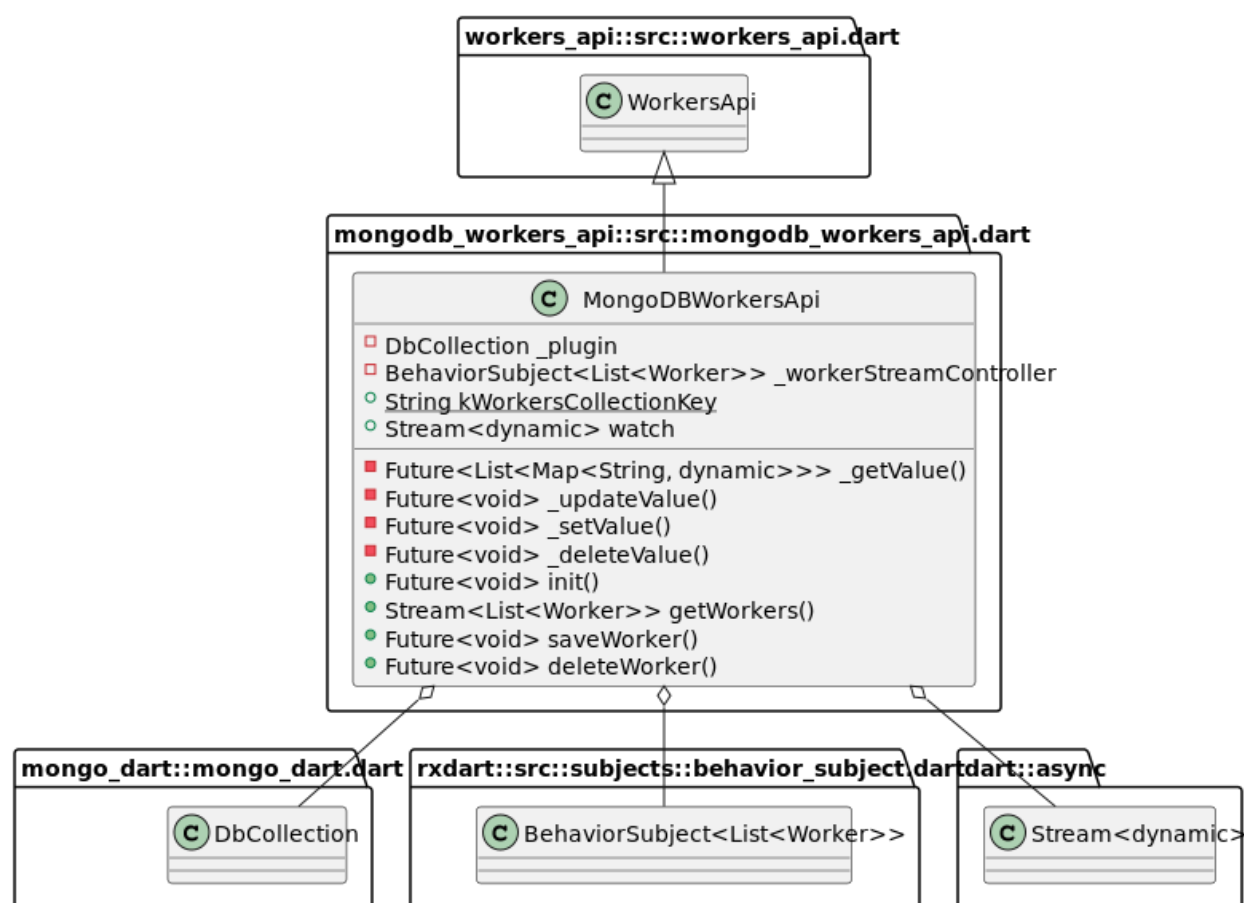 workers_api::src::workers_api.dart
C WorkersApi
mongodb_workers_api::src::mongodb_workers_api.dart
C MongoDBWorkersApi
DbCollection _plugin
BehaviorSubject<List<Worker>> _workerStreamController
String kWorkersCollectionKey
Stream<dynamic> watch
Future<List<Map<String, dynamic>>> _getValue()
Future<void> _updateValue()
Future<void> _setValue()
Future<void> _deleteValue()
Future<void> init()
Stream<List<Worker>> getWorkers()
Future<void> saveWorker()
Future<void> deleteWorker()
mongo_dart::mongo_dart.dart
C DbCollection
rxdart::src::subjects::behavior_subject.dart
C BehaviorSubject<List<Worker>>
dart::async
C Stream<dynamic>